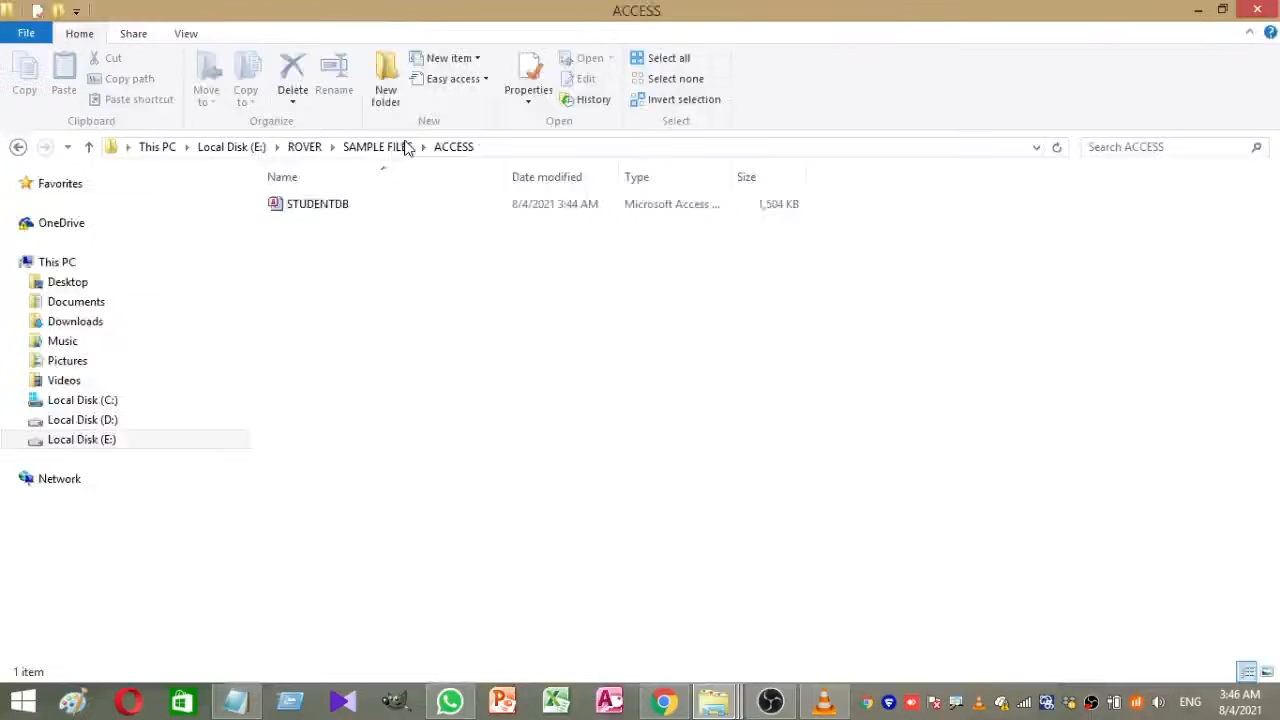 ACCESS
File Home Share View
Copy Paste Cut Copy path Paste shortcut Clipboard
Move to Copy to Delete Rename Organize
New folder New item Easy access New
Properties Open Edit History Open
Select all Select none Invert selection Select
This PC Local Disk (E:) ROVER ACCESS Search ACCESS
Name Date modified Type Size
STUDENTDB 8/4/2021 3:44 AM Microsoft Access ... 1,504 KB
Favorites
OneDrive
This PC
Desktop
Documents
Downloads
Music
Pictures
Videos
Local Disk (C:)
Local Disk (D:)
Local Disk (E:)
Network
1 item
ENG 3:46 AM
8/4/2021